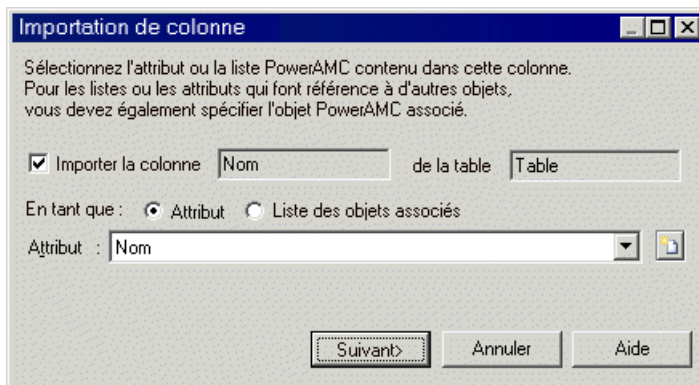 Importation de colonne
Sélectionnez l'attribut ou la liste PowerAMC contenu dans cette colonne.
Pour les listes ou les attributs qui font référence à d'autres objets,
vous devez également spécifier l'objet PowerAMC associé.
Importer la colonne Nom de la table Table
En tant que : Attribut Liste des objets associés
Attribut : Nom
Suivant> Annuler Aide